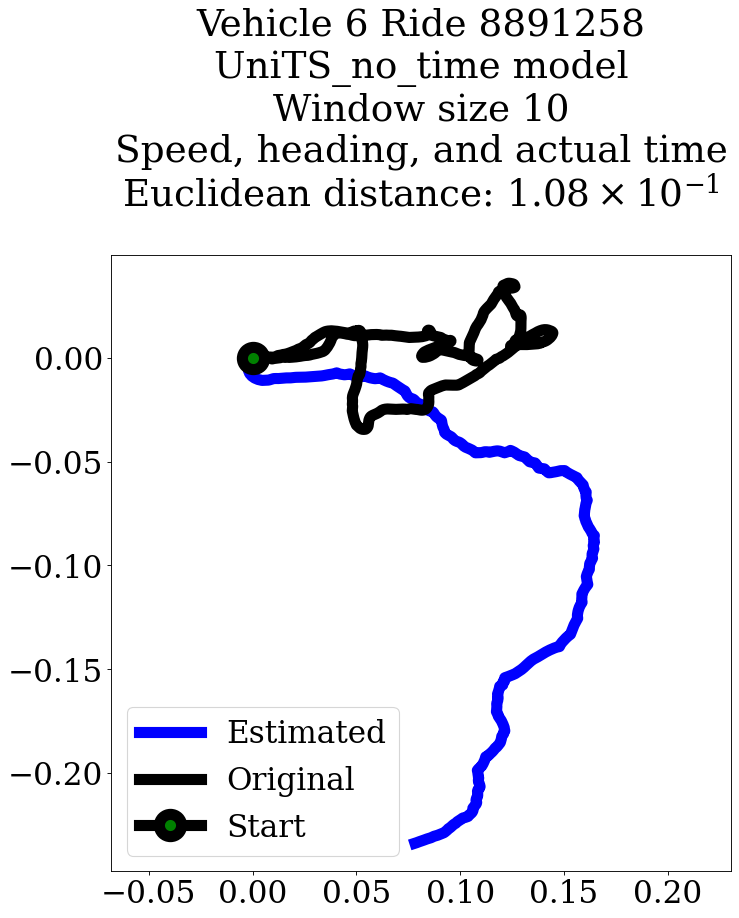 Vehicle 6 Ride 8891258
UniTS_no_time model
Window size 10
Speed, heading, and actual time
Euclidean distance: 1.08 × 10⁻¹
0.00
−0.05
−0.10
−0.15
−0.20
Estimated
Original
Start
−0.05 0.00 0.05 0.10 0.15 0.20